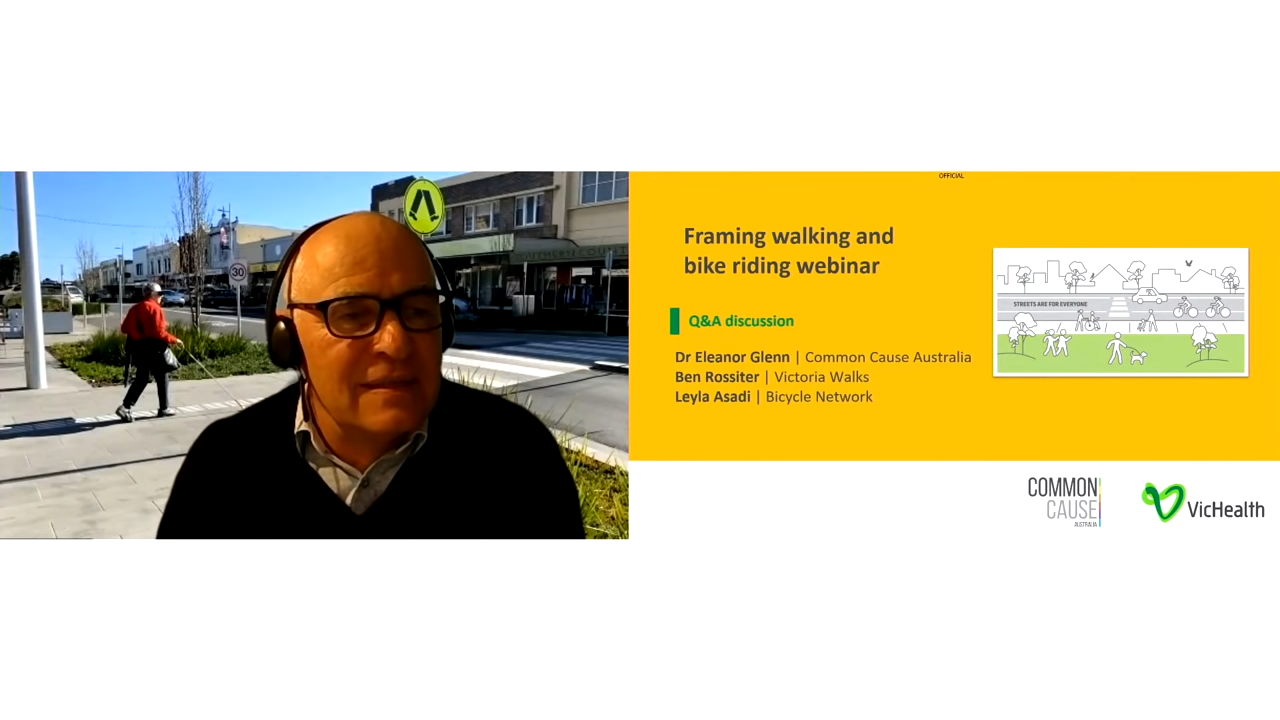 30
OFFICIAL
Framing walking and
bike riding webinar
Q&A discussion
Dr Eleanor Glenn | Common Cause Australia
Ben Rossiter | Victoria Walks
Leyla Asadi | Bicycle Network
STREETS ARE FOR EVERYONE
COMMON
CAUSE
AUSTRALIA
VicHealth